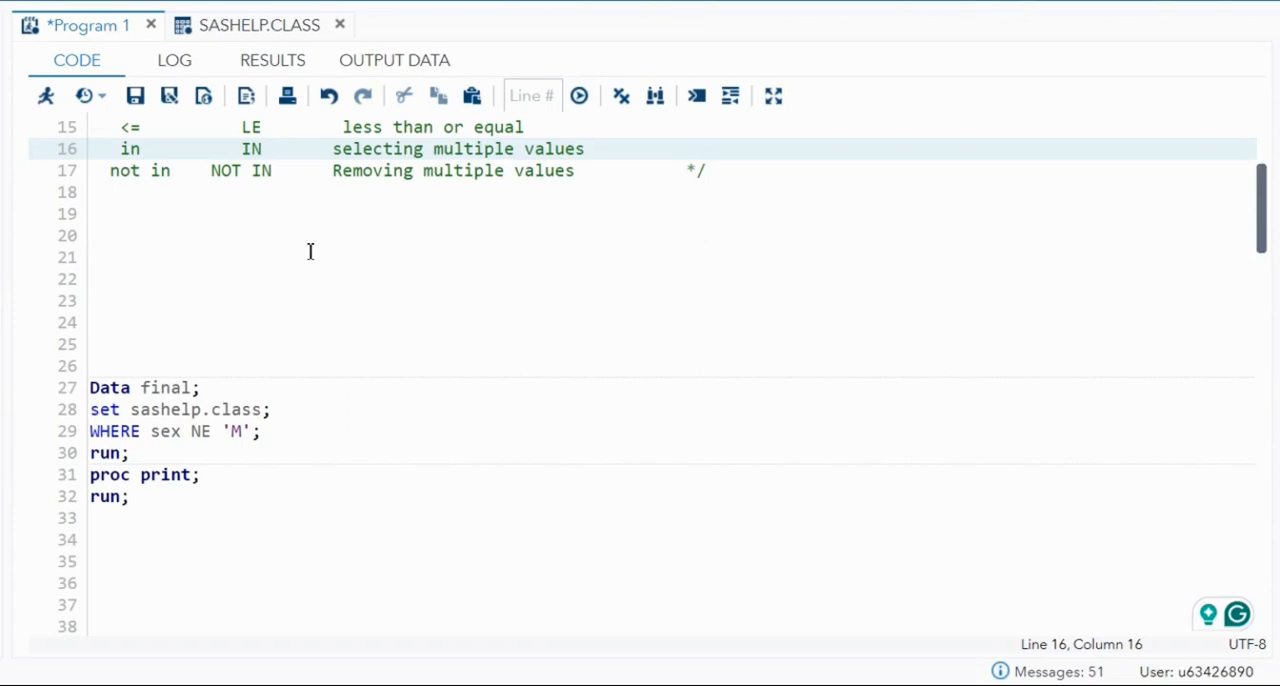 *Program 1 × SASHELP.CLASS ×
CODE LOG RESULTS OUTPUT DATA
Line #
15 <= LE less than or equal
16 in IN selecting multiple values
17 not in NOT IN Removing multiple values */
18
19
20
21
22
23
24
25
26
27 Data final;
28 set sashelp.class;
29 WHERE sex NE 'M';
30 run;
31 proc print;
32 run;
33
34
35
36
37
38
Line 16, Column 16 UTF-8
Messages: 51 User: u63426890